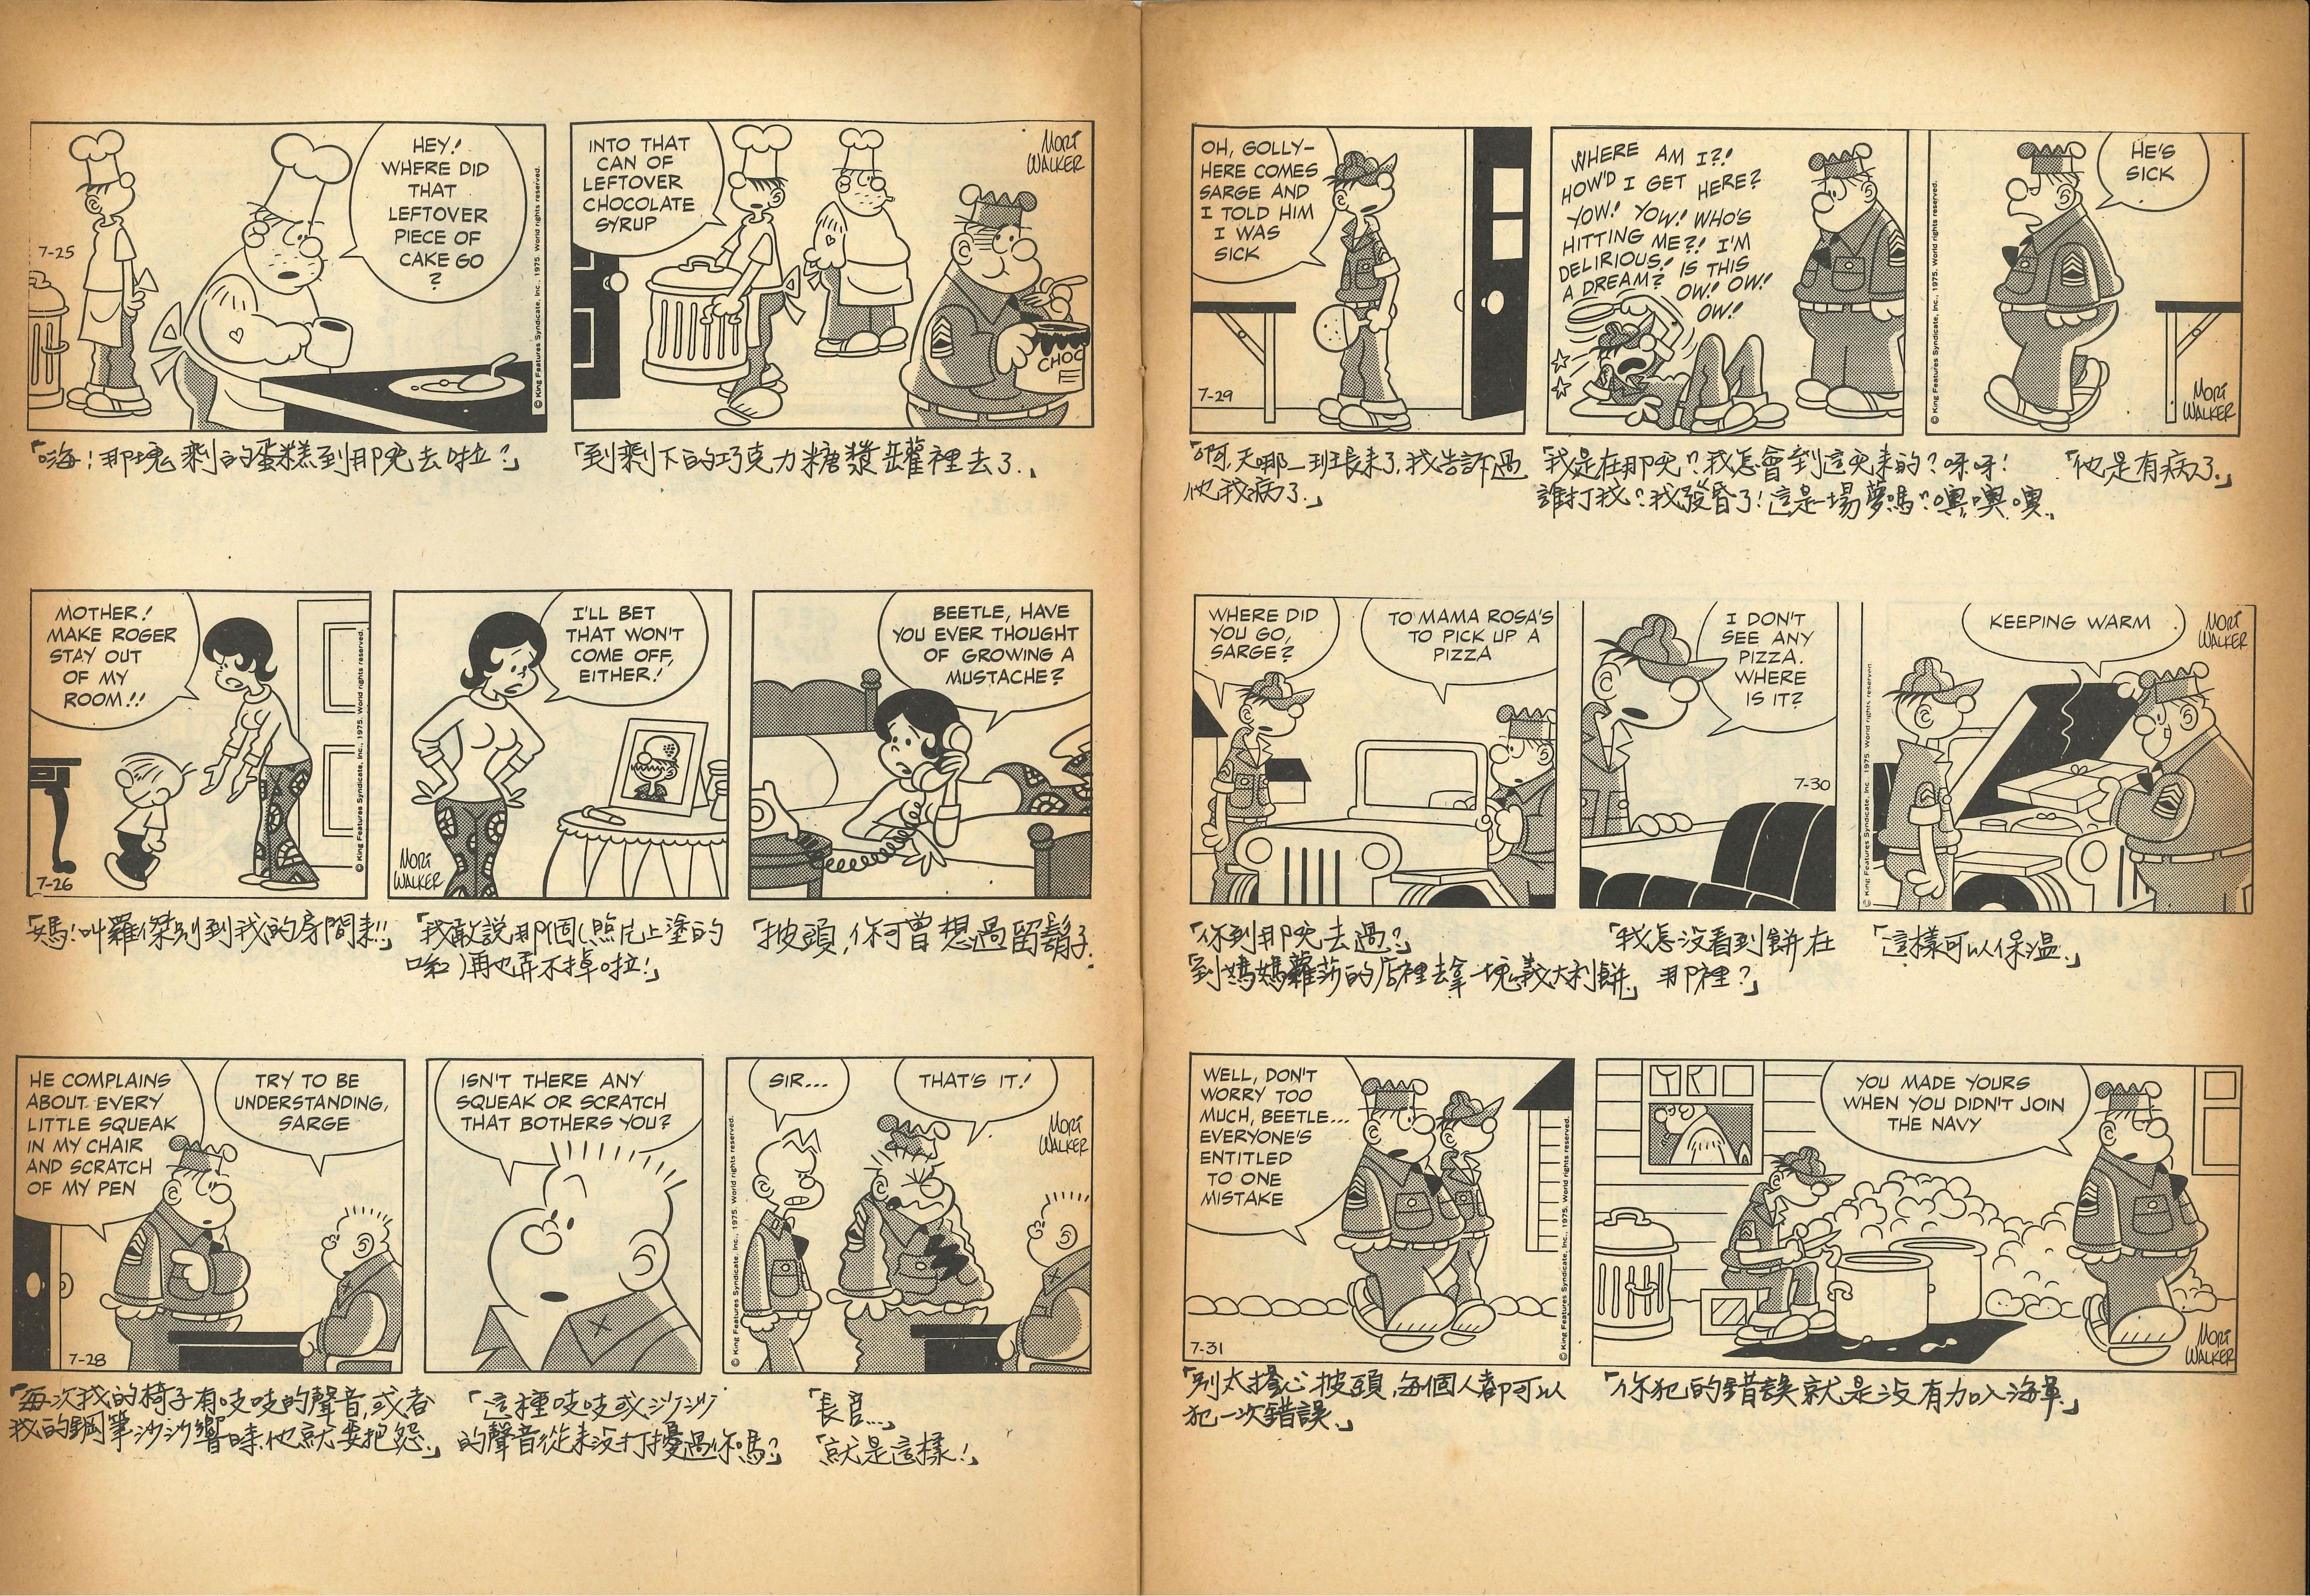 HEY!
WHERE DID
THAT
LEFTOVER
PIECE OF
CAKE GO
?
7-25
© King Features Syndicate, Inc., 1975. World rights reserved.
INTO THAT
CAN OF
LEFTOVER
CHOCOLATE
SYRUP
MORT
WALKER
CHOC
「嗨！那塊剩的蛋糕到那兒去啦？」
「到剩下的巧克力糖漿罐裡去了.」
MOTHER!
MAKE ROGER
STAY OUT
OF MY
ROOM!!
7-26
© King Features Syndicate, Inc., 1975. World rights reserved.
I'LL BET
THAT WON'T
COME OFF,
EITHER!
MORT
WALKER
BEETLE, HAVE
YOU EVER THOUGHT
OF GROWING A
MUSTACHE?
「媽！叫羅傑別到我的房間來!!」
「我敢說那個(照片上塗的
)再也弄不掉啦！」
「披頭，你可曾想過留鬍子?
HE COMPLAINS
ABOUT EVERY
LITTLE SQUEAK
IN MY CHAIR
AND SCRATCH
OF MY PEN
TRY TO BE
UNDERSTANDING,
SARGE
7-28
ISN'T THERE ANY
SQUEAK OR SCRATCH
THAT BOTHERS YOU?
SIR...
THAT'S IT!
© King Features Syndicate, Inc., 1975. World rights reserved.
MORT
WALKER
「每次我的椅子有吱吱的聲音，或者
我的鋼筆沙沙響時.他就要抱怨.」
「這種吱吱或沙沙
的聲音從來沒打擾過你嗎?」
「長官...」
「就是這樣！」
OH, GOLLY—
HERE COMES
SARGE AND
I TOLD HIM
I WAS
SICK
7-29
WHERE AM I?!
HOW'D I GET HERE?
YOW! YOW! WHO'S
HITTING ME?! I'M
DELIRIOUS! IS THIS
A DREAM? OW! OW!
OW!
© King Features Syndicate, Inc., 1975. World rights reserved.
HE'S
SICK
MORT
WALKER
「啊,天哪—班長來了.我告訴過
他我病了.」
「我是在那兒?我怎會到這兒來的？呀呀！
誰打我？我發昏了！這是場夢嗎?噢噢噢.」
「他是有病了.」
WHERE DID
YOU GO,
SARGE?
TO MAMA ROSA'S
TO PICK UP A
PIZZA
I DON'T
SEE ANY
PIZZA.
WHERE
IS IT?
7-30
© King Features Syndicate, Inc., 1975. World rights reserved.
KEEPING WARM
MORT
WALKER
「你到那兒去過?」
到媽媽蘿莎的店裡去拿一塊義大利餅.」
「我怎沒看到餅在
那裡？」
「這樣可以保溫.」
WELL, DON'T
WORRY TOO
MUCH, BEETLE...
EVERYONE'S
ENTITLED
TO ONE
MISTAKE
7-31
© King Features Syndicate, Inc., 1975. World rights reserved.
YOU MADE YOURS
WHEN YOU DIDN'T JOIN
THE NAVY
MORT
WALKER
「別太擔心披頭，每個人都可以
犯一次錯誤.」
「你犯的錯誤就是沒有加入海軍.」